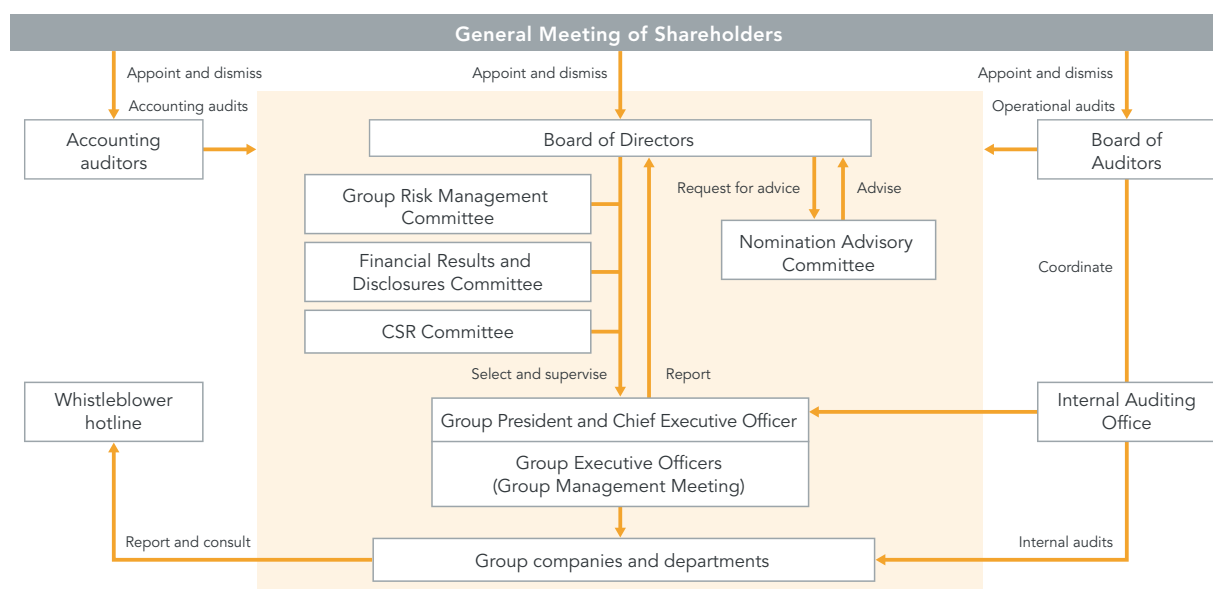 General Meeting of Shareholders
Appoint and dismiss
Appoint and dismiss
Appoint and dismiss
Accounting audits
Operational audits
Accounting
auditors
Board of Directors
Board of
Auditors
Request for advice
Advise
Group Risk Management
Committee
Nomination Advisory
Committee
Financial Results and
Disclosures Committee
Coordinate
CSR Committee
Select and supervise
Report
Whistleblower
hotline
Group President and Chief Executive Officer
Internal Auditing
Office
Group Executive Officers
(Group Management Meeting)
Report and consult
Internal audits
Group companies and departments